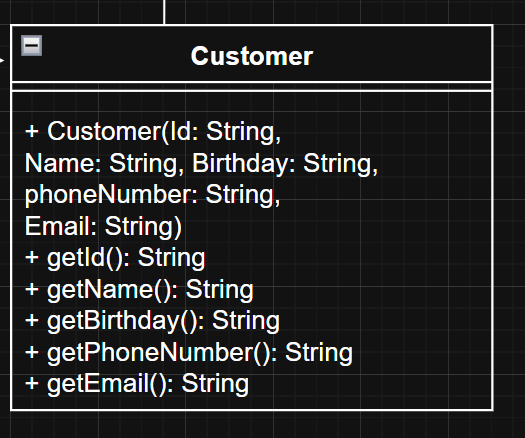 Customer
+ Customer(Id: String,
Name: String, Birthday: String,
phoneNumber: String,
Email: String)
+ getId(): String
+ getName(): String
+ getBirthday(): String
+ getPhoneNumber(): String
+ getEmail(): String